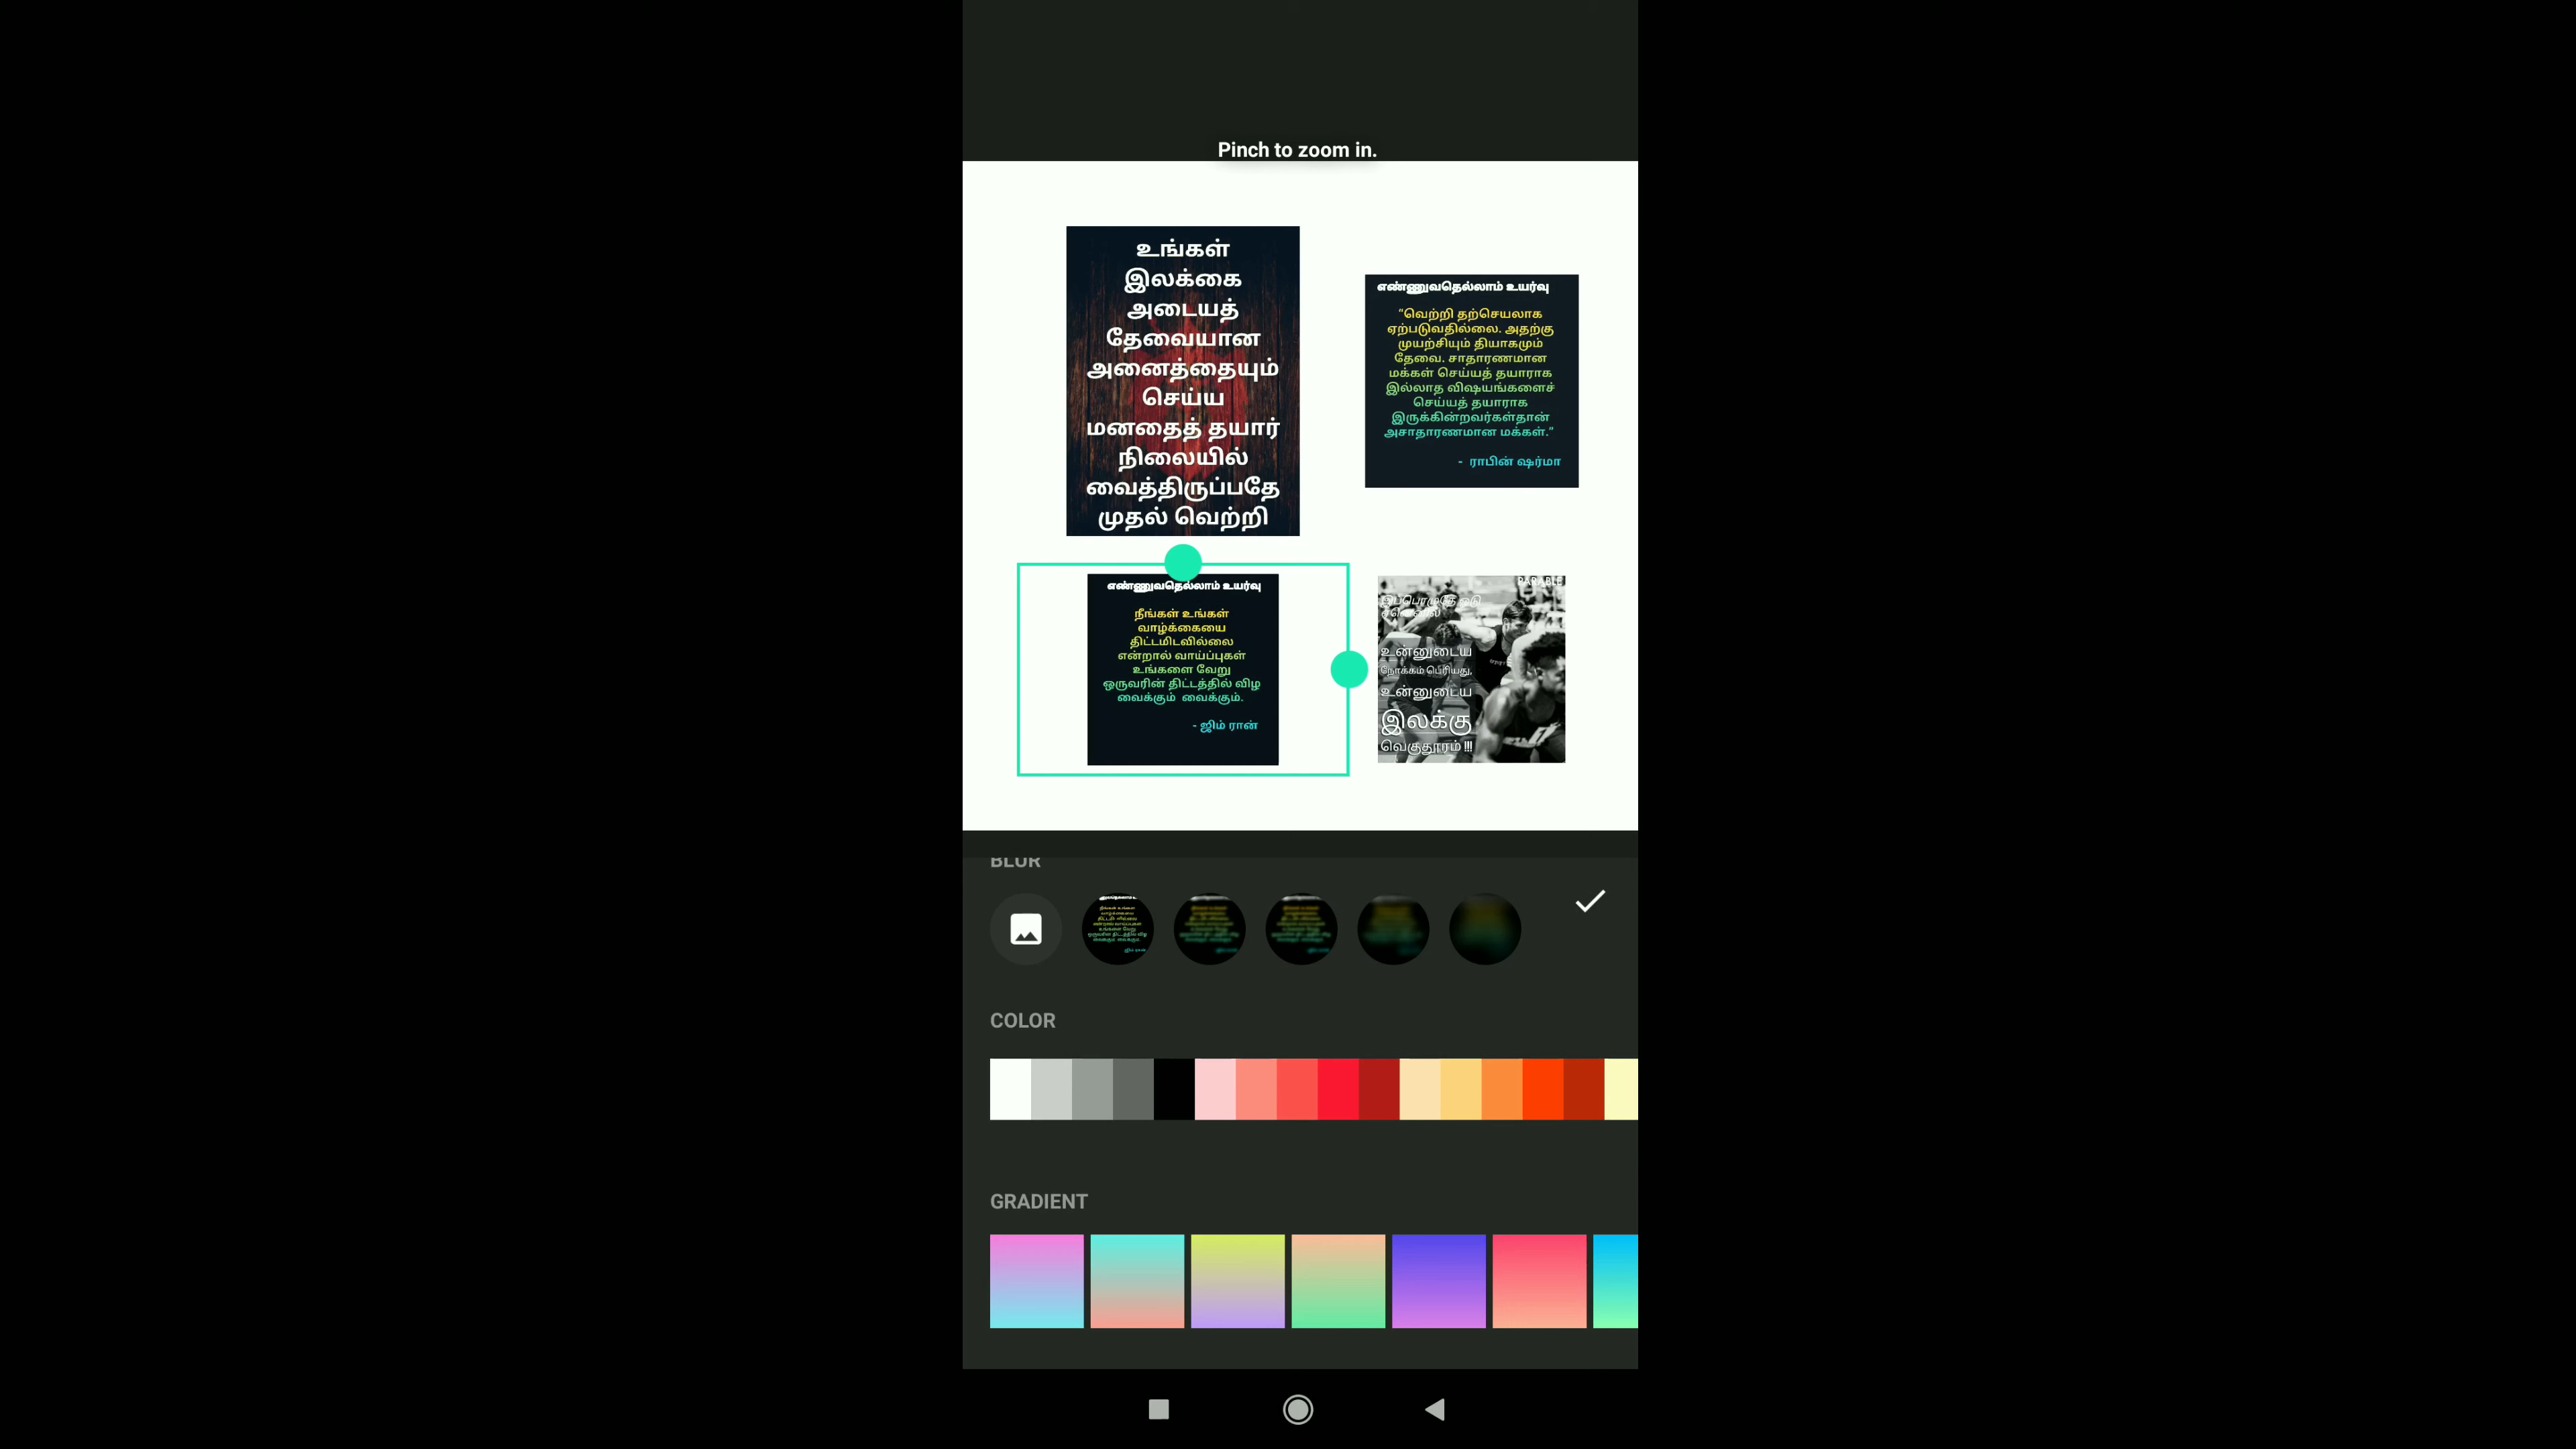 Pinch to zoom in.
உங்கள்
இலக்கை
அடையத்
தேவையான
அனைத்தையும்
செய்ய
மனதைத் தயார்
நிலையில்
வைத்திருப்பதே
முதல் வெற்றி
எண்ணுவதெல்லாம் உயர்வு
"வெற்றி தற்செயலாக
ஏற்படுவதில்லை. அதற்கு
முயற்சியும் தியாகமும்
தேவை. சாதாரணமான
மக்கள் செய்யத் தயாராக
இல்லாத விஷயங்களைச்
செய்யத் தயாராக
இருக்கின்றவர்கள்தான்
அசாதாரணமான மக்கள்."
- ராபின் ஷர்மா
எண்ணுவதெல்லாம் உயர்வு
நீங்கள் உங்கள்
வாழ்க்கையை
திட்டமிடவில்லை
என்றால் வாய்ப்புகள்
உங்களை வேறு
ஒருவரின் திட்டத்தில் விழ
வைக்கும் வைக்கும்.
- ஜிம் ரான்
PARABLE
இப்பொழுதே ஓடு
உன்னுடைய
நோக்கம் பெரியது,
உன்னுடைய
இலக்கு
வெகுதூரம் !!!
BLUR
COLOR
GRADIENT